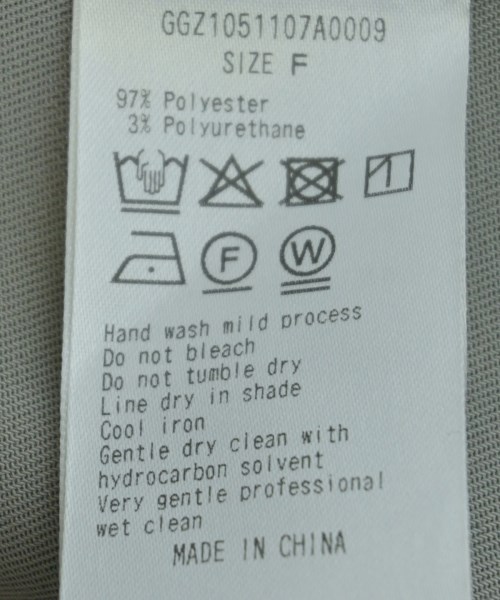 GGZ1051107A0009
SIZE F
97% Polyester
3% Polyurethane
F W
Hand wash mild process
Do not bleach
Do not tumble dry
Line dry in shade
Cool iron
Gentle dry clean with
hydrocarbon solvent
Very gentle professional
wet clean
MADE IN CHINA